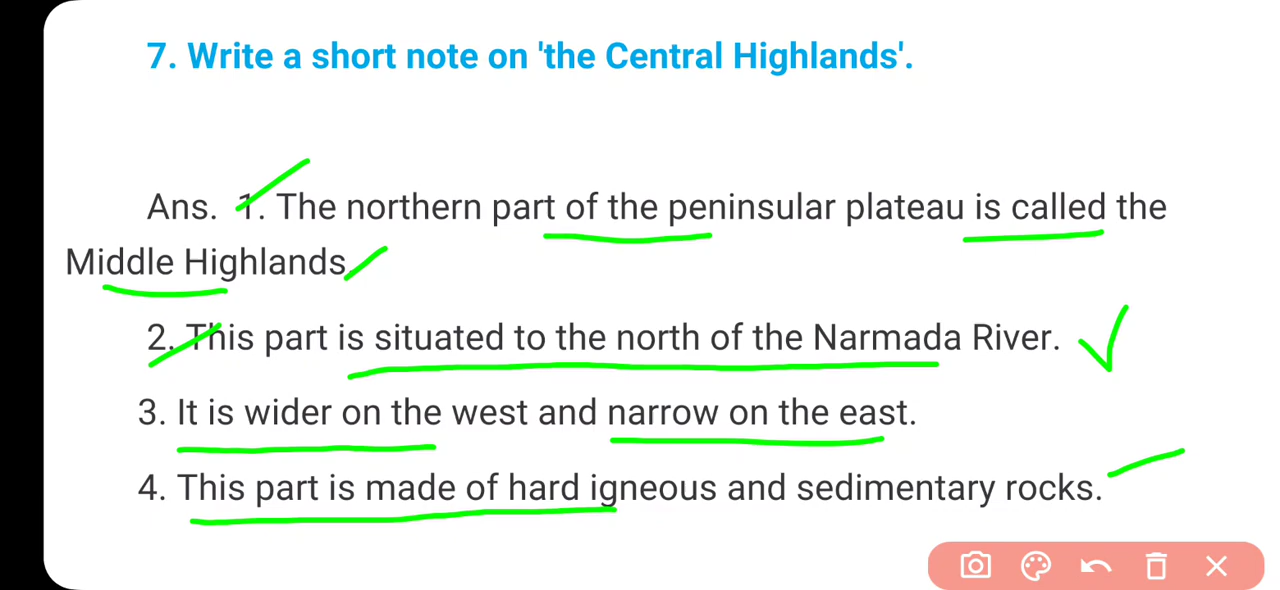 7. Write a short note on 'the Central Highlands'.
Ans. 1. The northern part of the peninsular plateau is called the
Middle Highlands.
2. This part is situated to the north of the Narmada River.
3. It is wider on the west and narrow on the east.
4. This part is made of hard igneous and sedimentary rocks.